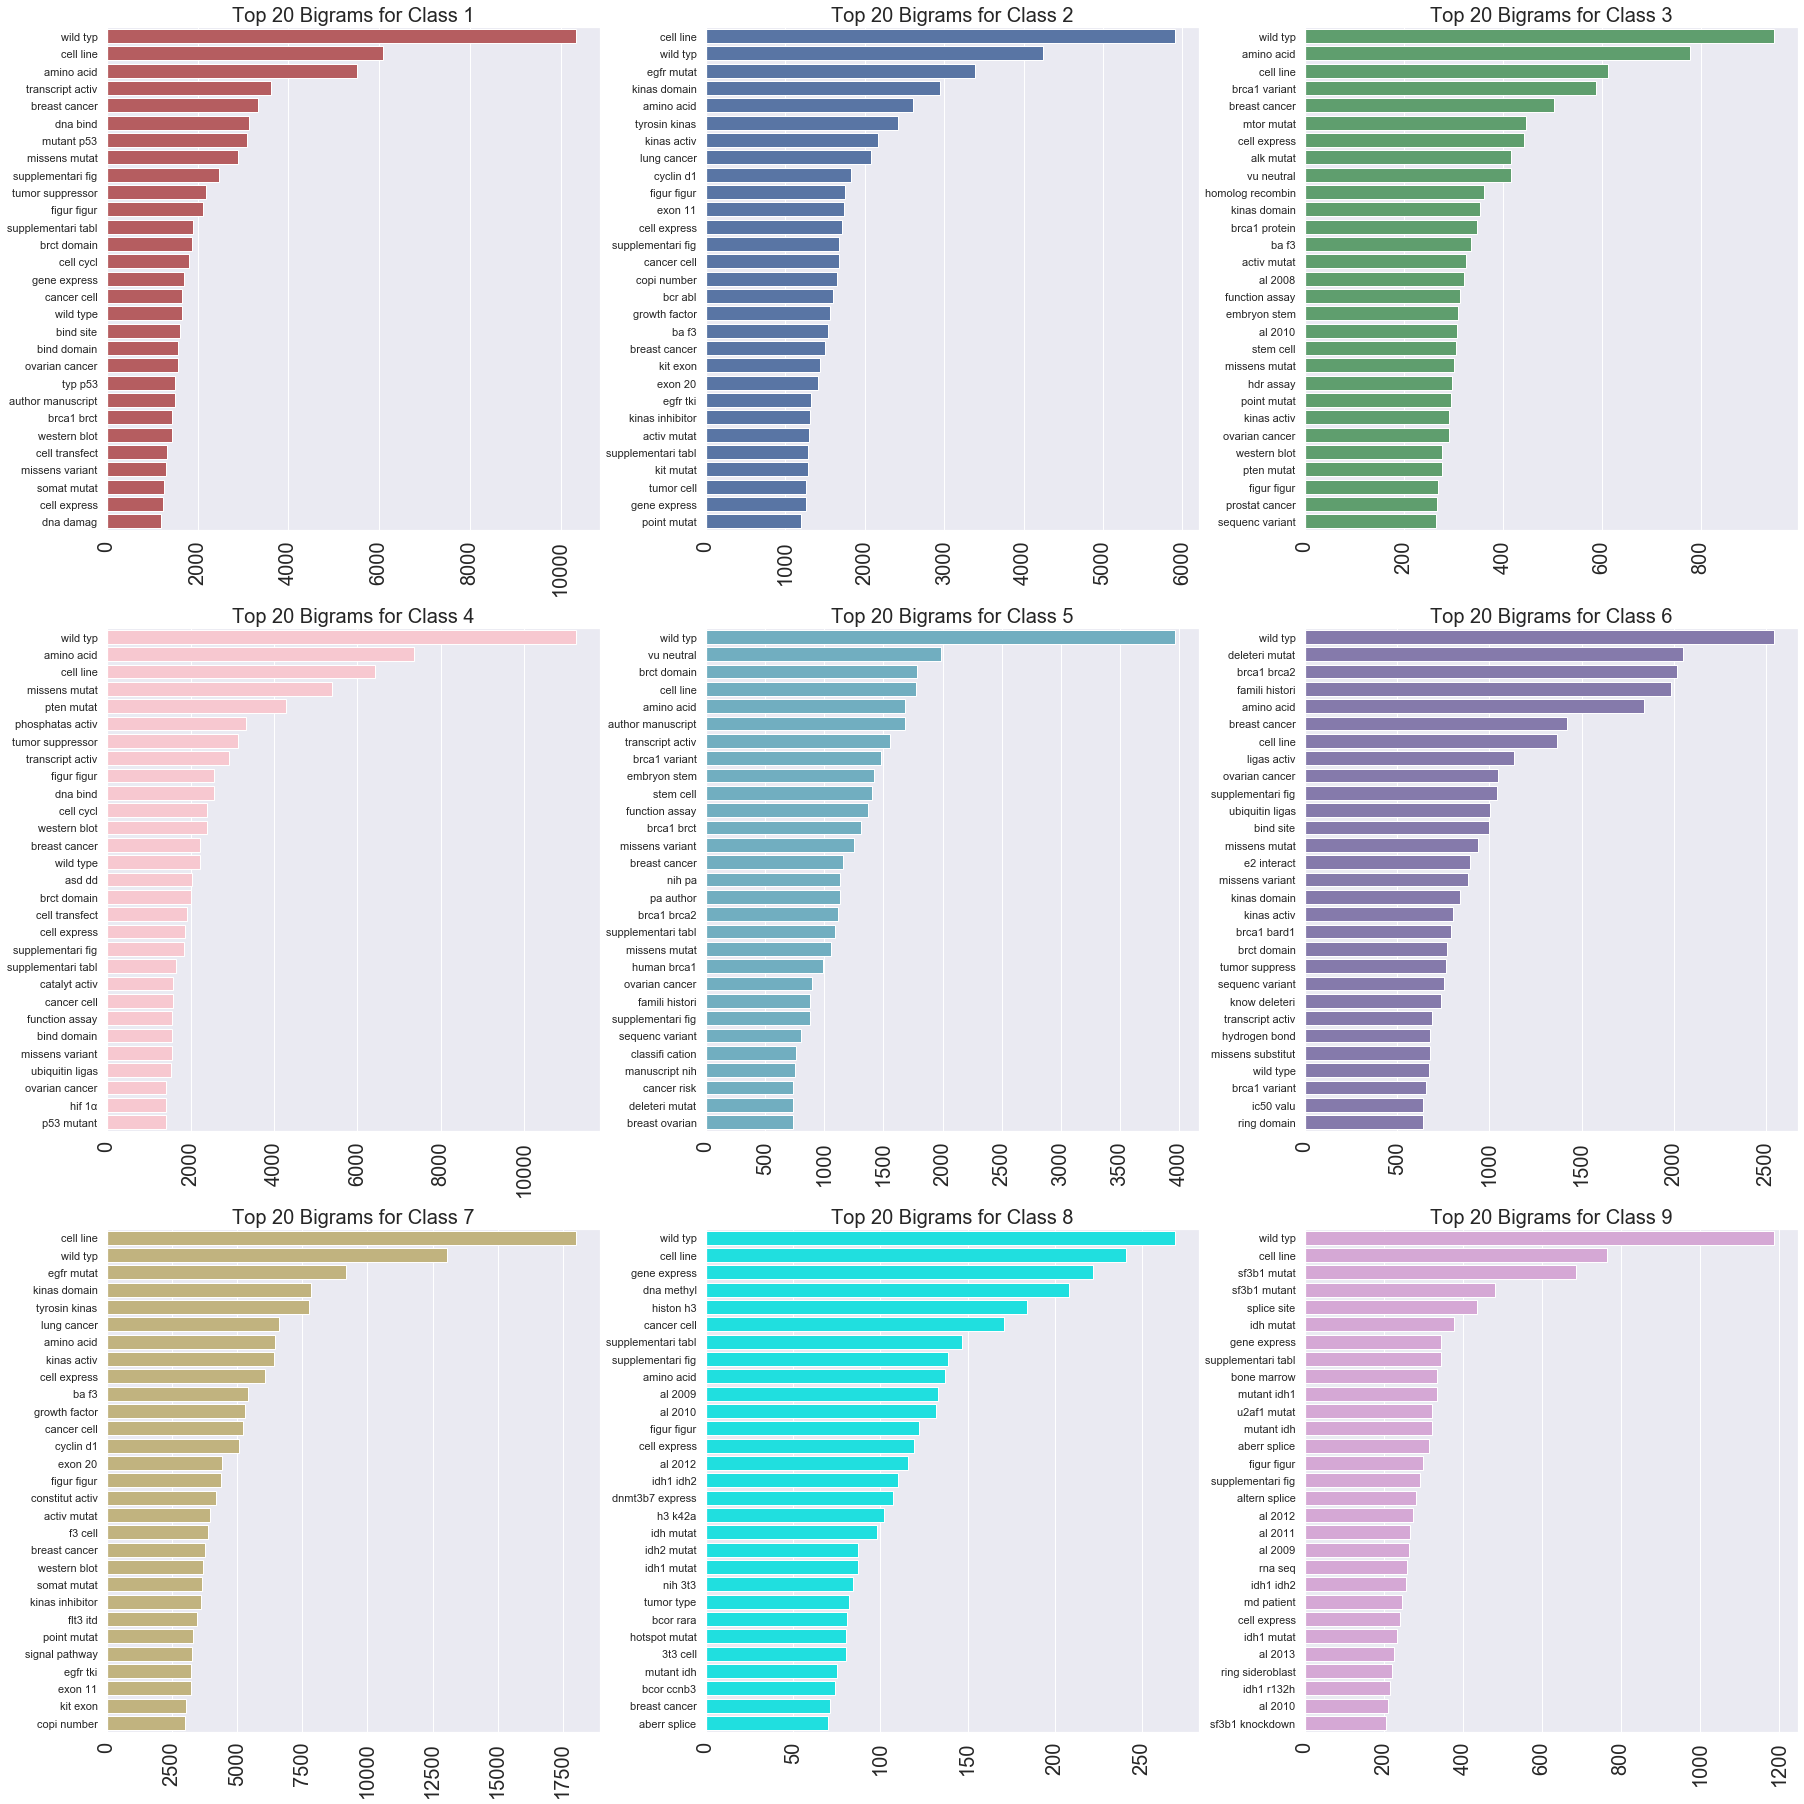 Top 20 Bigrams for Class 1
wild typ
cell line
amino acid
transcript activ
breast cancer
dna bind
mutant p53
missens mutat
supplementari fig
tumor suppressor
figur figur
supplementari tabl
brct domain
cell cycl
gene express
cancer cell
wild type
bind site
bind domain
ovarian cancer
typ p53
author manuscript
brca1 brct
western blot
cell transfect
missens variant
somat mutat
cell express
dna damag
0
2000
4000
6000
8000
10000
Top 20 Bigrams for Class 2
cell line
wild typ
egfr mutat
kinas domain
amino acid
tyrosin kinas
kinas activ
lung cancer
cyclin d1
figur figur
exon 11
cell express
supplementari fig
cancer cell
copi number
bcr abl
growth factor
ba f3
breast cancer
kit exon
exon 20
egfr tki
kinas inhibitor
activ mutat
supplementari tabl
kit mutat
tumor cell
gene express
point mutat
0
1000
2000
3000
4000
5000
6000
Top 20 Bigrams for Class 3
wild typ
amino acid
cell line
brca1 variant
breast cancer
mtor mutat
cell express
alk mutat
vu neutral
homolog recombin
kinas domain
brca1 protein
ba f3
activ mutat
al 2008
function assay
embryon stem
al 2010
stem cell
missens mutat
hdr assay
point mutat
kinas activ
ovarian cancer
western blot
pten mutat
figur figur
prostat cancer
sequenc variant
0
200
400
600
800
Top 20 Bigrams for Class 4
wild typ
amino acid
cell line
missens mutat
pten mutat
phosphatas activ
tumor suppressor
transcript activ
figur figur
dna bind
cell cycl
western blot
breast cancer
wild type
asd dd
brct domain
cell transfect
cell express
supplementari fig
supplementari tabl
catalyt activ
cancer cell
function assay
bind domain
missens variant
ubiquitin ligas
ovarian cancer
hif 1α
p53 mutant
0
2000
4000
6000
8000
10000
Top 20 Bigrams for Class 5
wild typ
vu neutral
brct domain
cell line
amino acid
author manuscript
transcript activ
brca1 variant
embryon stem
stem cell
function assay
brca1 brct
missens variant
breast cancer
nih pa
pa author
brca1 brca2
supplementari tabl
missens mutat
human brca1
ovarian cancer
famili histori
supplementari fig
sequenc variant
classifi cation
manuscript nih
cancer risk
deleteri mutat
breast ovarian
0
500
1000
1500
2000
2500
3000
3500
4000
Top 20 Bigrams for Class 6
wild typ
deleteri mutat
brca1 brca2
famili histori
amino acid
breast cancer
cell line
ligas activ
ovarian cancer
supplementari fig
ubiquitin ligas
bind site
missens mutat
e2 interact
missens variant
kinas domain
kinas activ
brca1 bard1
brct domain
tumor suppress
sequenc variant
know deleteri
transcript activ
hydrogen bond
missens substitut
wild type
brca1 variant
ic50 valu
ring domain
0
500
1000
1500
2000
2500
Top 20 Bigrams for Class 7
cell line
wild typ
egfr mutat
kinas domain
tyrosin kinas
lung cancer
amino acid
kinas activ
cell express
ba f3
growth factor
cancer cell
cyclin d1
exon 20
figur figur
constitut activ
activ mutat
f3 cell
breast cancer
western blot
somat mutat
kinas inhibitor
flt3 itd
point mutat
signal pathway
egfr tki
exon 11
kit exon
copi number
0
2500
5000
7500
10000
12500
15000
17500
Top 20 Bigrams for Class 8
wild typ
cell line
gene express
dna methyl
histon h3
cancer cell
supplementari tabl
supplementari fig
amino acid
al 2009
al 2010
figur figur
cell express
al 2012
idh1 idh2
dnmt3b7 express
h3 k42a
idh mutat
idh2 mutat
idh1 mutat
nih 3t3
tumor type
bcor rara
hotspot mutat
3t3 cell
mutant idh
bcor ccnb3
breast cancer
aberr splice
0
50
100
150
200
250
Top 20 Bigrams for Class 9
wild typ
cell line
sf3b1 mutat
sf3b1 mutant
splice site
idh mutat
gene express
supplementari tabl
bone marrow
mutant idh1
u2af1 mutat
mutant idh
aberr splice
figur figur
supplementari fig
altern splice
al 2012
al 2011
al 2009
rna seq
idh1 idh2
md patient
cell express
idh1 mutat
al 2013
ring sideroblast
idh1 r132h
al 2010
sf3b1 knockdown
0
200
400
600
800
1000
1200